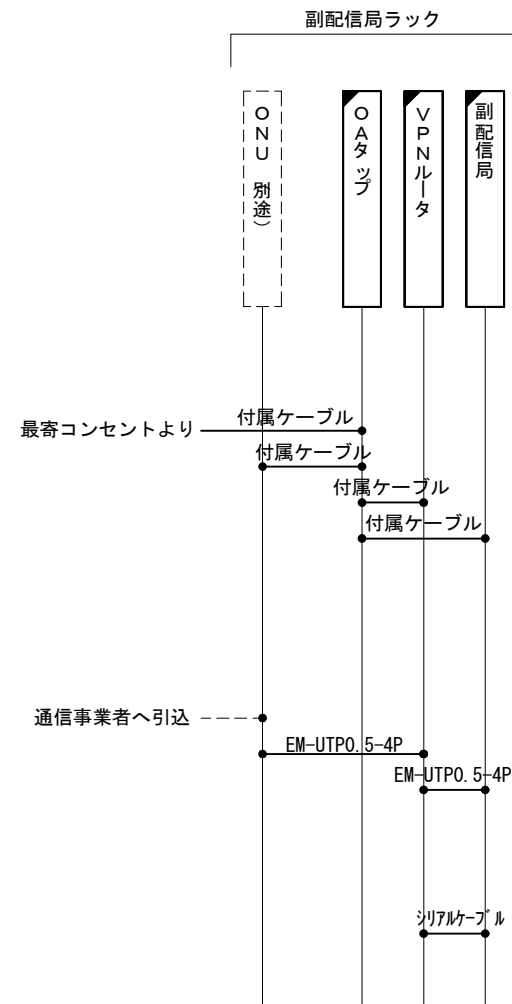 副配信局ラック
ONU 別途）
OAタップ
VPNルータ
副配信局
付属ケーブル
最寄コンセントより
付属ケーブル
付属ケーブル
付属ケーブル
通信事業者へ引込
EM-UTP0.5-4P
EM-UTP0.5-4P
ｼﾘｱﾙｹｰﾌﾞﾙ